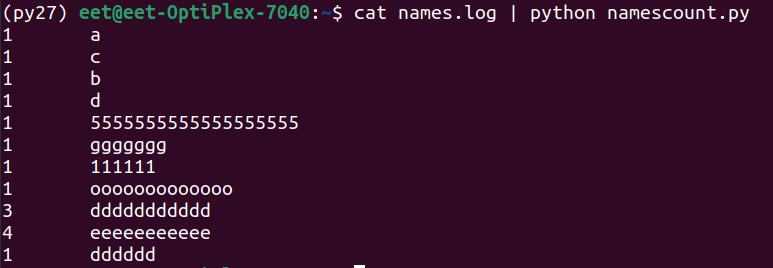 (py27) eet@eet-OptiPlex-7040:~$ cat names.log | python namescount.py
1 a
1 c
1 b
1 d
1 5555555555555555555
1 ggggggg
1 111111
1 ooooooooooooo
3 ddddddddddd
4 eeeeeeeeeee
1 dddddd